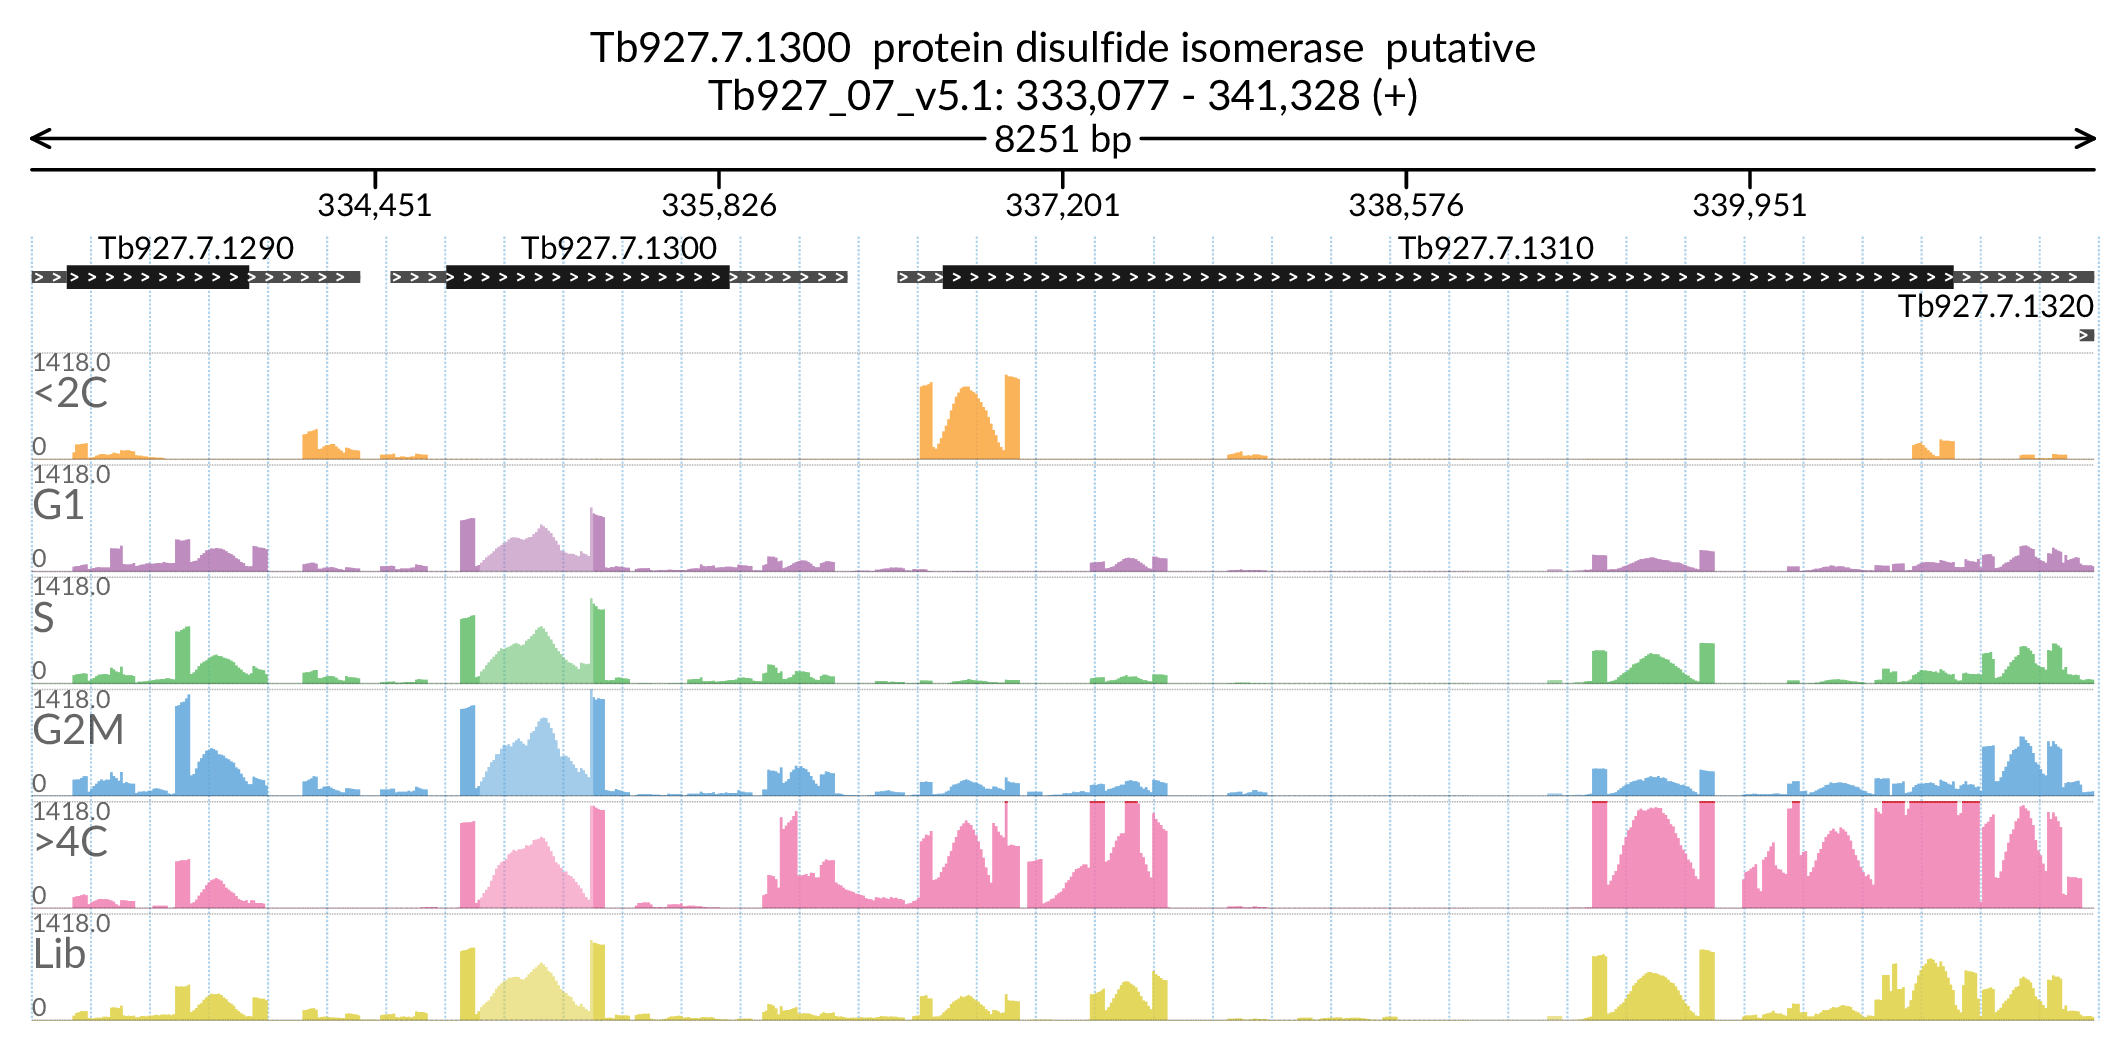 Tb927.7.1300  protein disulfide isomerase  putative
Tb927_07_v5.1: 333,077 - 341,328 (+)
8251 bp
334,451 335,826 337,201 338,576 339,951
Tb927.7.1290 Tb927.7.1300 Tb927.7.1310
Tb927.7.1320
1418.0
<2C
0
1418.0
G1
0
1418.0
S
0
1418.0
G2M
0
1418.0
>4C
0
1418.0
Lib
0